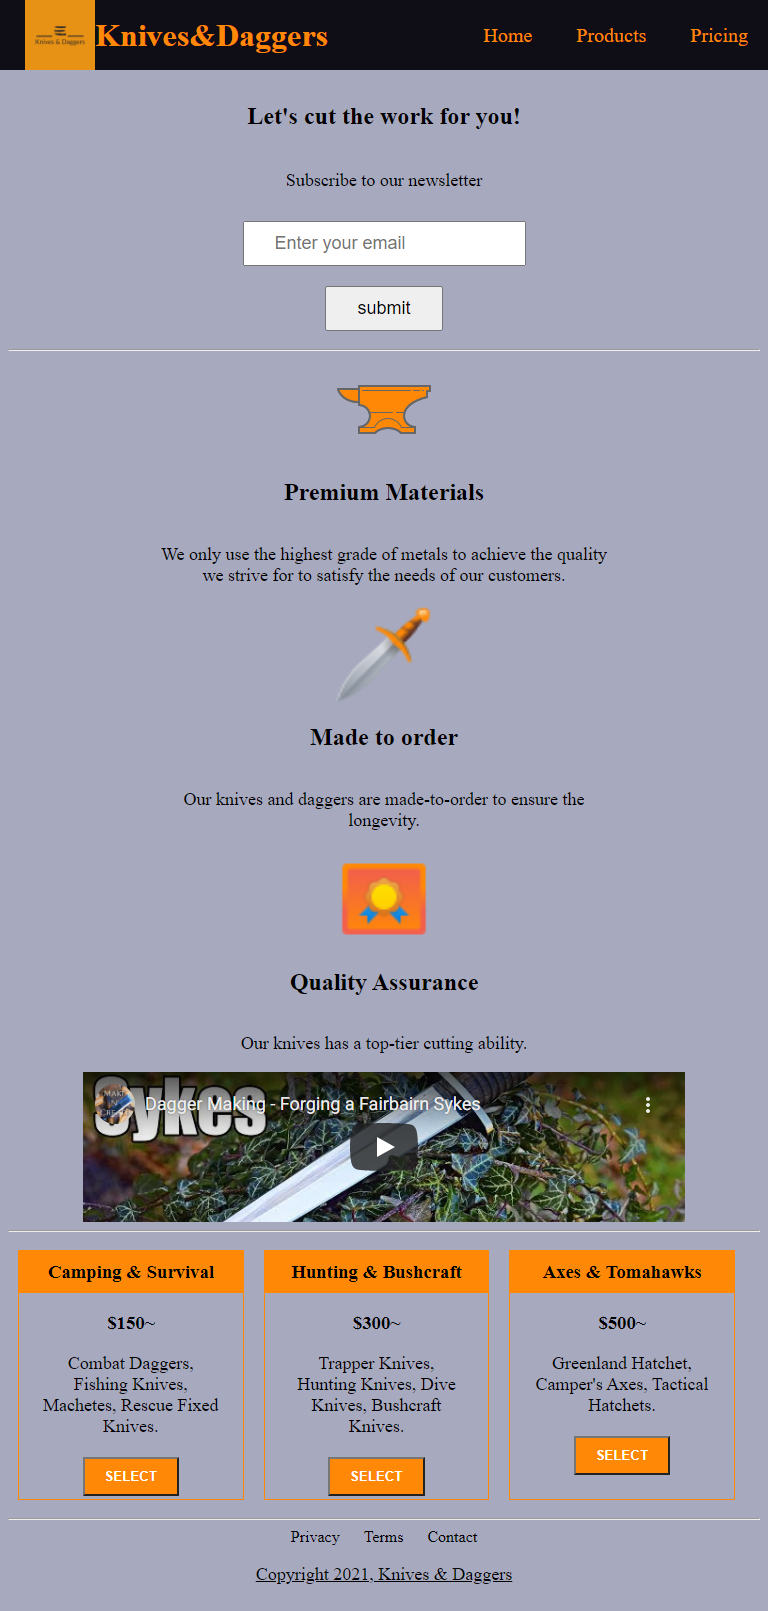 Knives & Daggers
Knives&Daggers
Home Products Pricing
Let's cut the work for you!
Subscribe to our newsletter
Enter your email
submit
Premium Materials
We only use the highest grade of metals to achieve the quality
we strive for to satisfy the needs of our customers.
Made to order
Our knives and daggers are made-to-order to ensure the
longevity.
Quality Assurance
Our knives has a top-tier cutting ability.
Sykes
Dagger Making - Forging a Fairbairn Sykes
Camping & Survival
$150~
Combat Daggers,
Fishing Knives,
Machetes, Rescue Fixed
Knives.
SELECT
Hunting & Bushcraft
$300~
Trapper Knives,
Hunting Knives, Dive
Knives, Bushcraft
Knives.
SELECT
Axes & Tomahawks
$500~
Greenland Hatchet,
Camper's Axes, Tactical
Hatchets.
SELECT
Privacy Terms Contact
Copyright 2021, Knives & Daggers